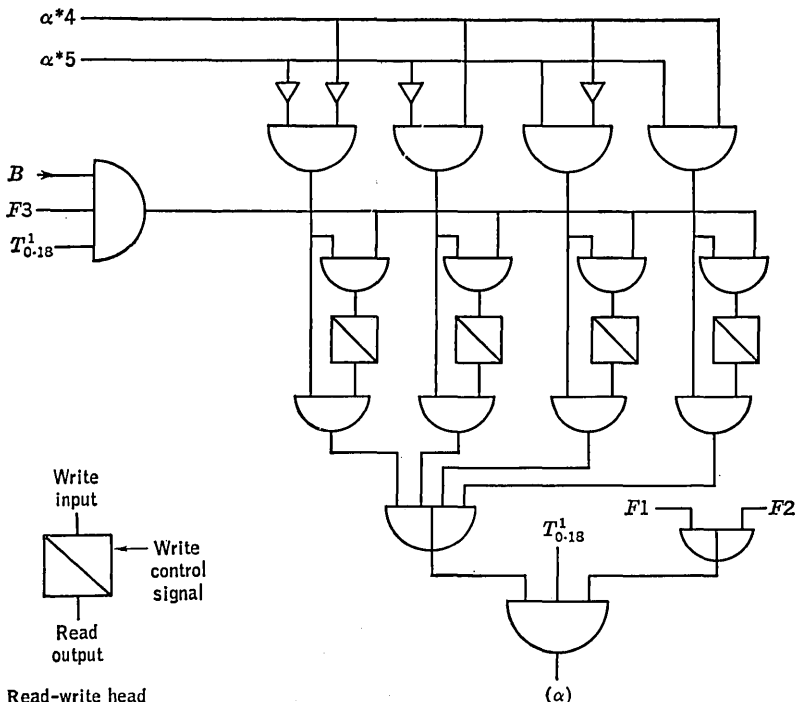 α*4
α*5
B
F3
T¹₀.₁₈
Write
input
Write
control
signal
Read
output
Read-write head
T¹₀.₁₈
F1
F2
(α)